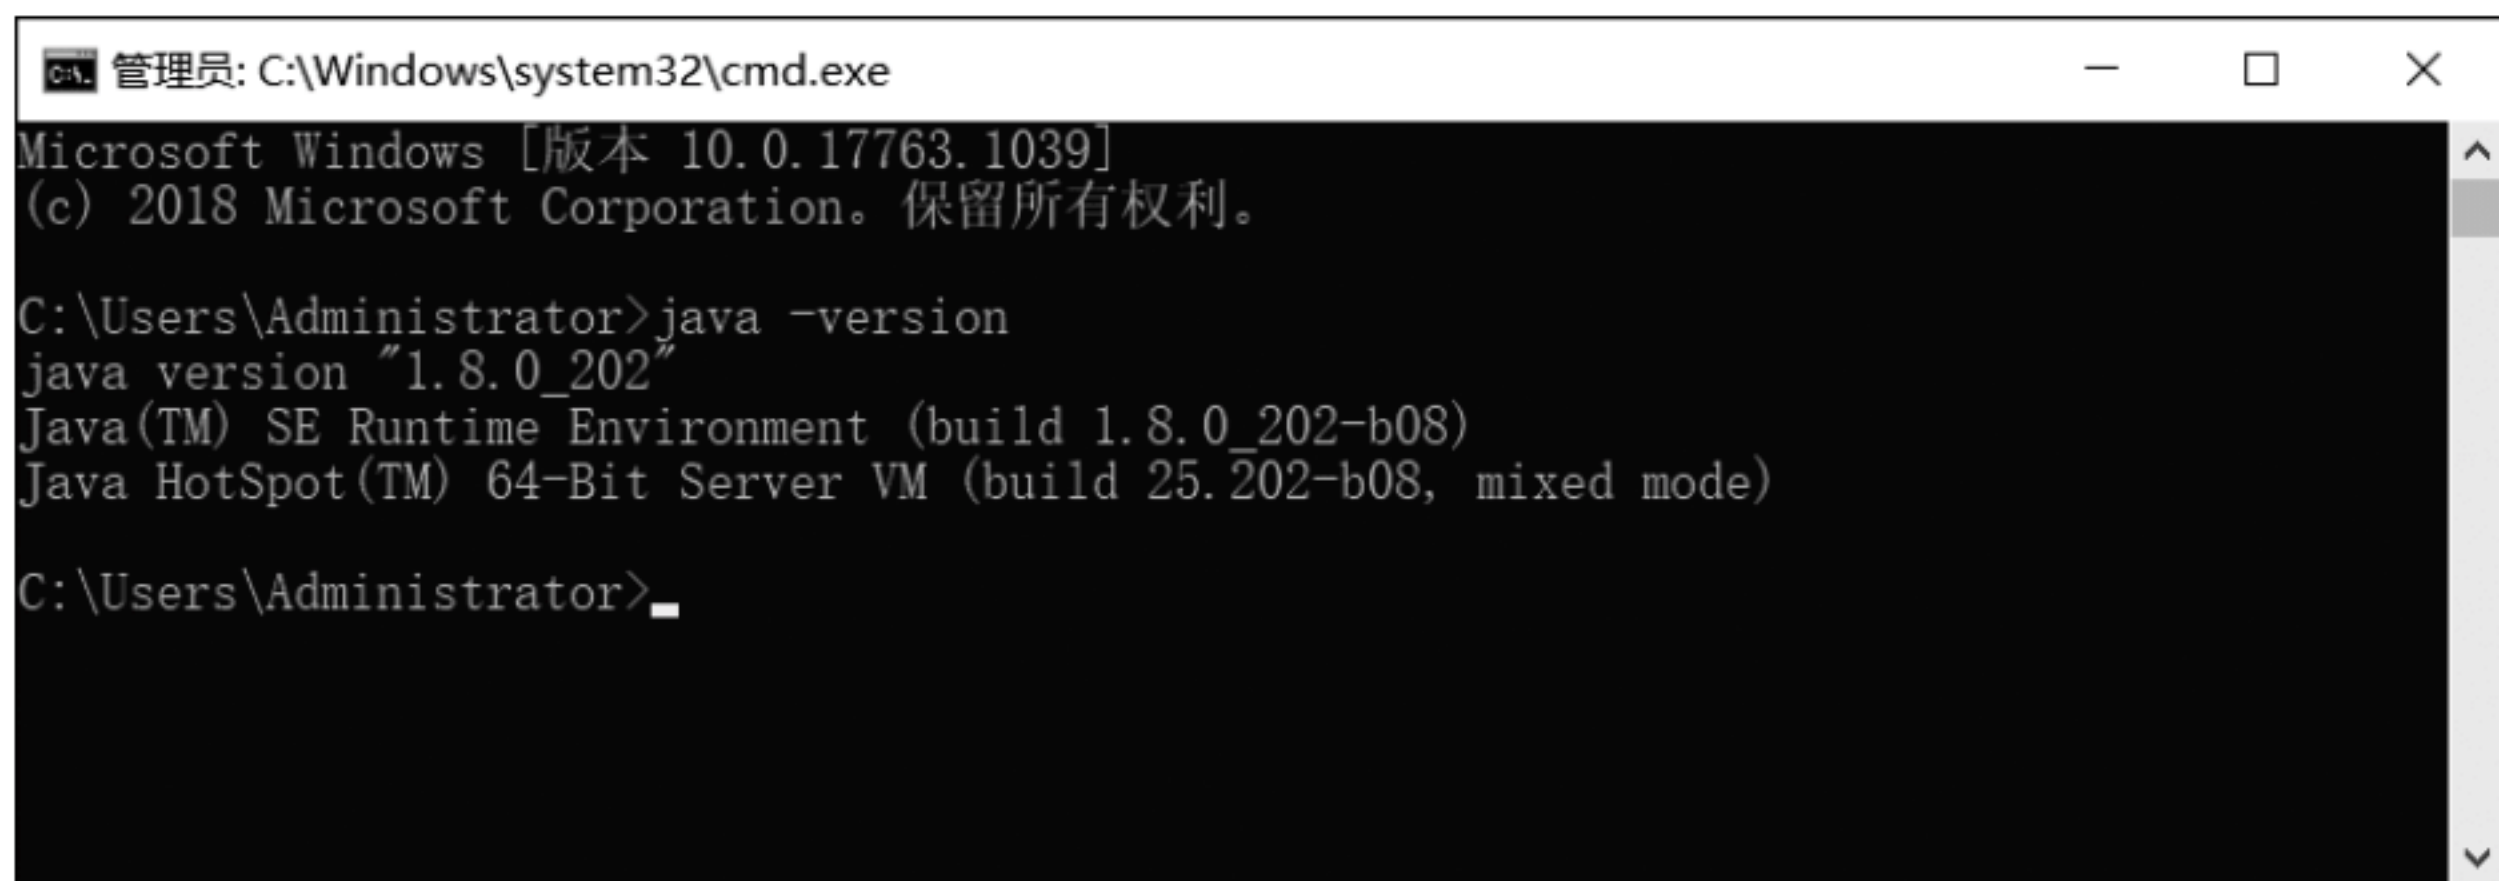 管理员: C:\Windows\system32\cmd.exe
Microsoft Windows [版本 10.0.17763.1039]
(c) 2018 Microsoft Corporation。保留所有权利。
C:\Users\Administrator>java -version
java version "1.8.0_202"
Java(TM) SE Runtime Environment (build 1.8.0_202-b08)
Java HotSpot(TM) 64-Bit Server VM (build 25.202-b08, mixed mode)
C:\Users\Administrator>